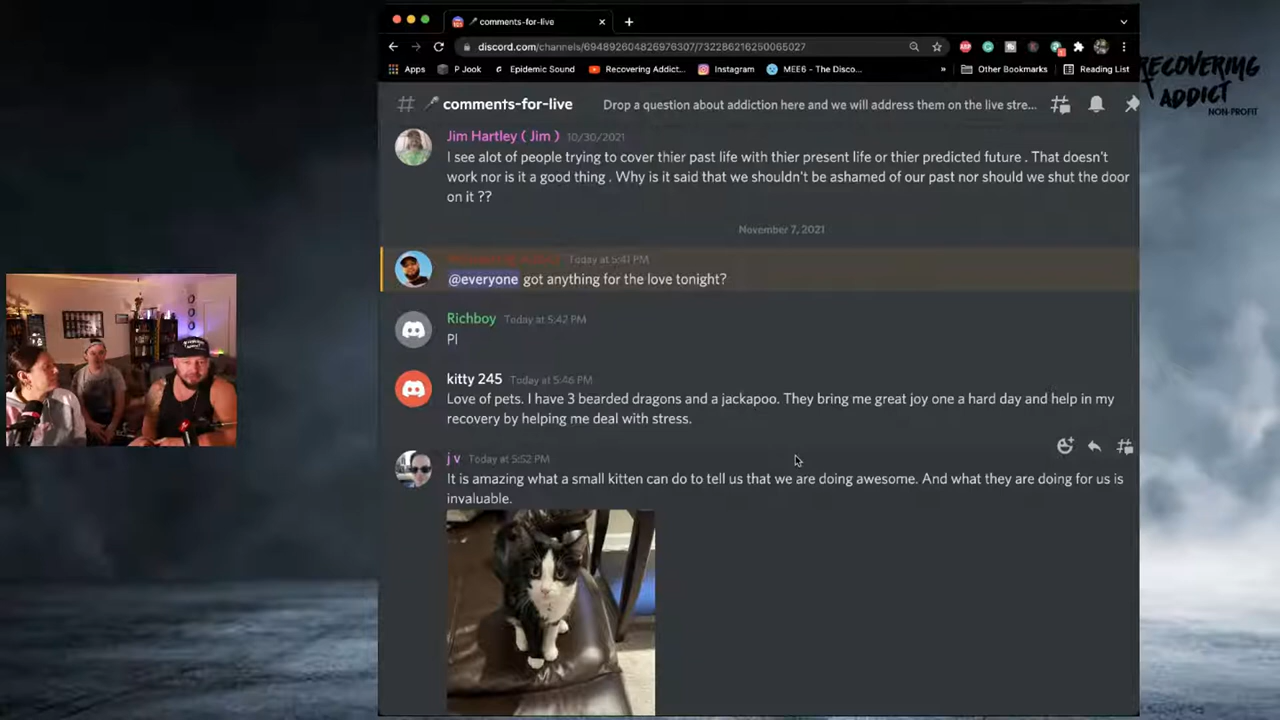 comments-for-live
discord.com/channels/694892604826976307/732286216250065027
Apps
P Jook
Epidemic Sound
Recovering Addict...
Instagram
MEE6 - The Disco...
»
Other Bookmarks
Reading List
RECOVERING
ADDICT
NON-PROFIT
# comments-for-live
Drop a question about addiction here and we will address them on the live stre...
Jim Hartley ( Jim ) 10/30/2021
I see alot of people trying to cover thier past life with thier present life or thier predicted future . That doesn't
work nor is it a good thing . Why is it said that we shouldn't be ashamed of our past nor should we shut the door
on it ??
November 7, 2021
Today at 5:41 PM
@everyone got anything for the love tonight?
Richboy Today at 5:42 PM
Pl
kitty 245 Today at 5:46 PM
Love of pets. I have 3 bearded dragons and a jackapoo. They bring me great joy one a hard day and help in my
recovery by helping me deal with stress.
j v Today at 5:52 PM
It is amazing what a small kitten can do to tell us that we are doing awesome. And what they are doing for us is
invaluable.